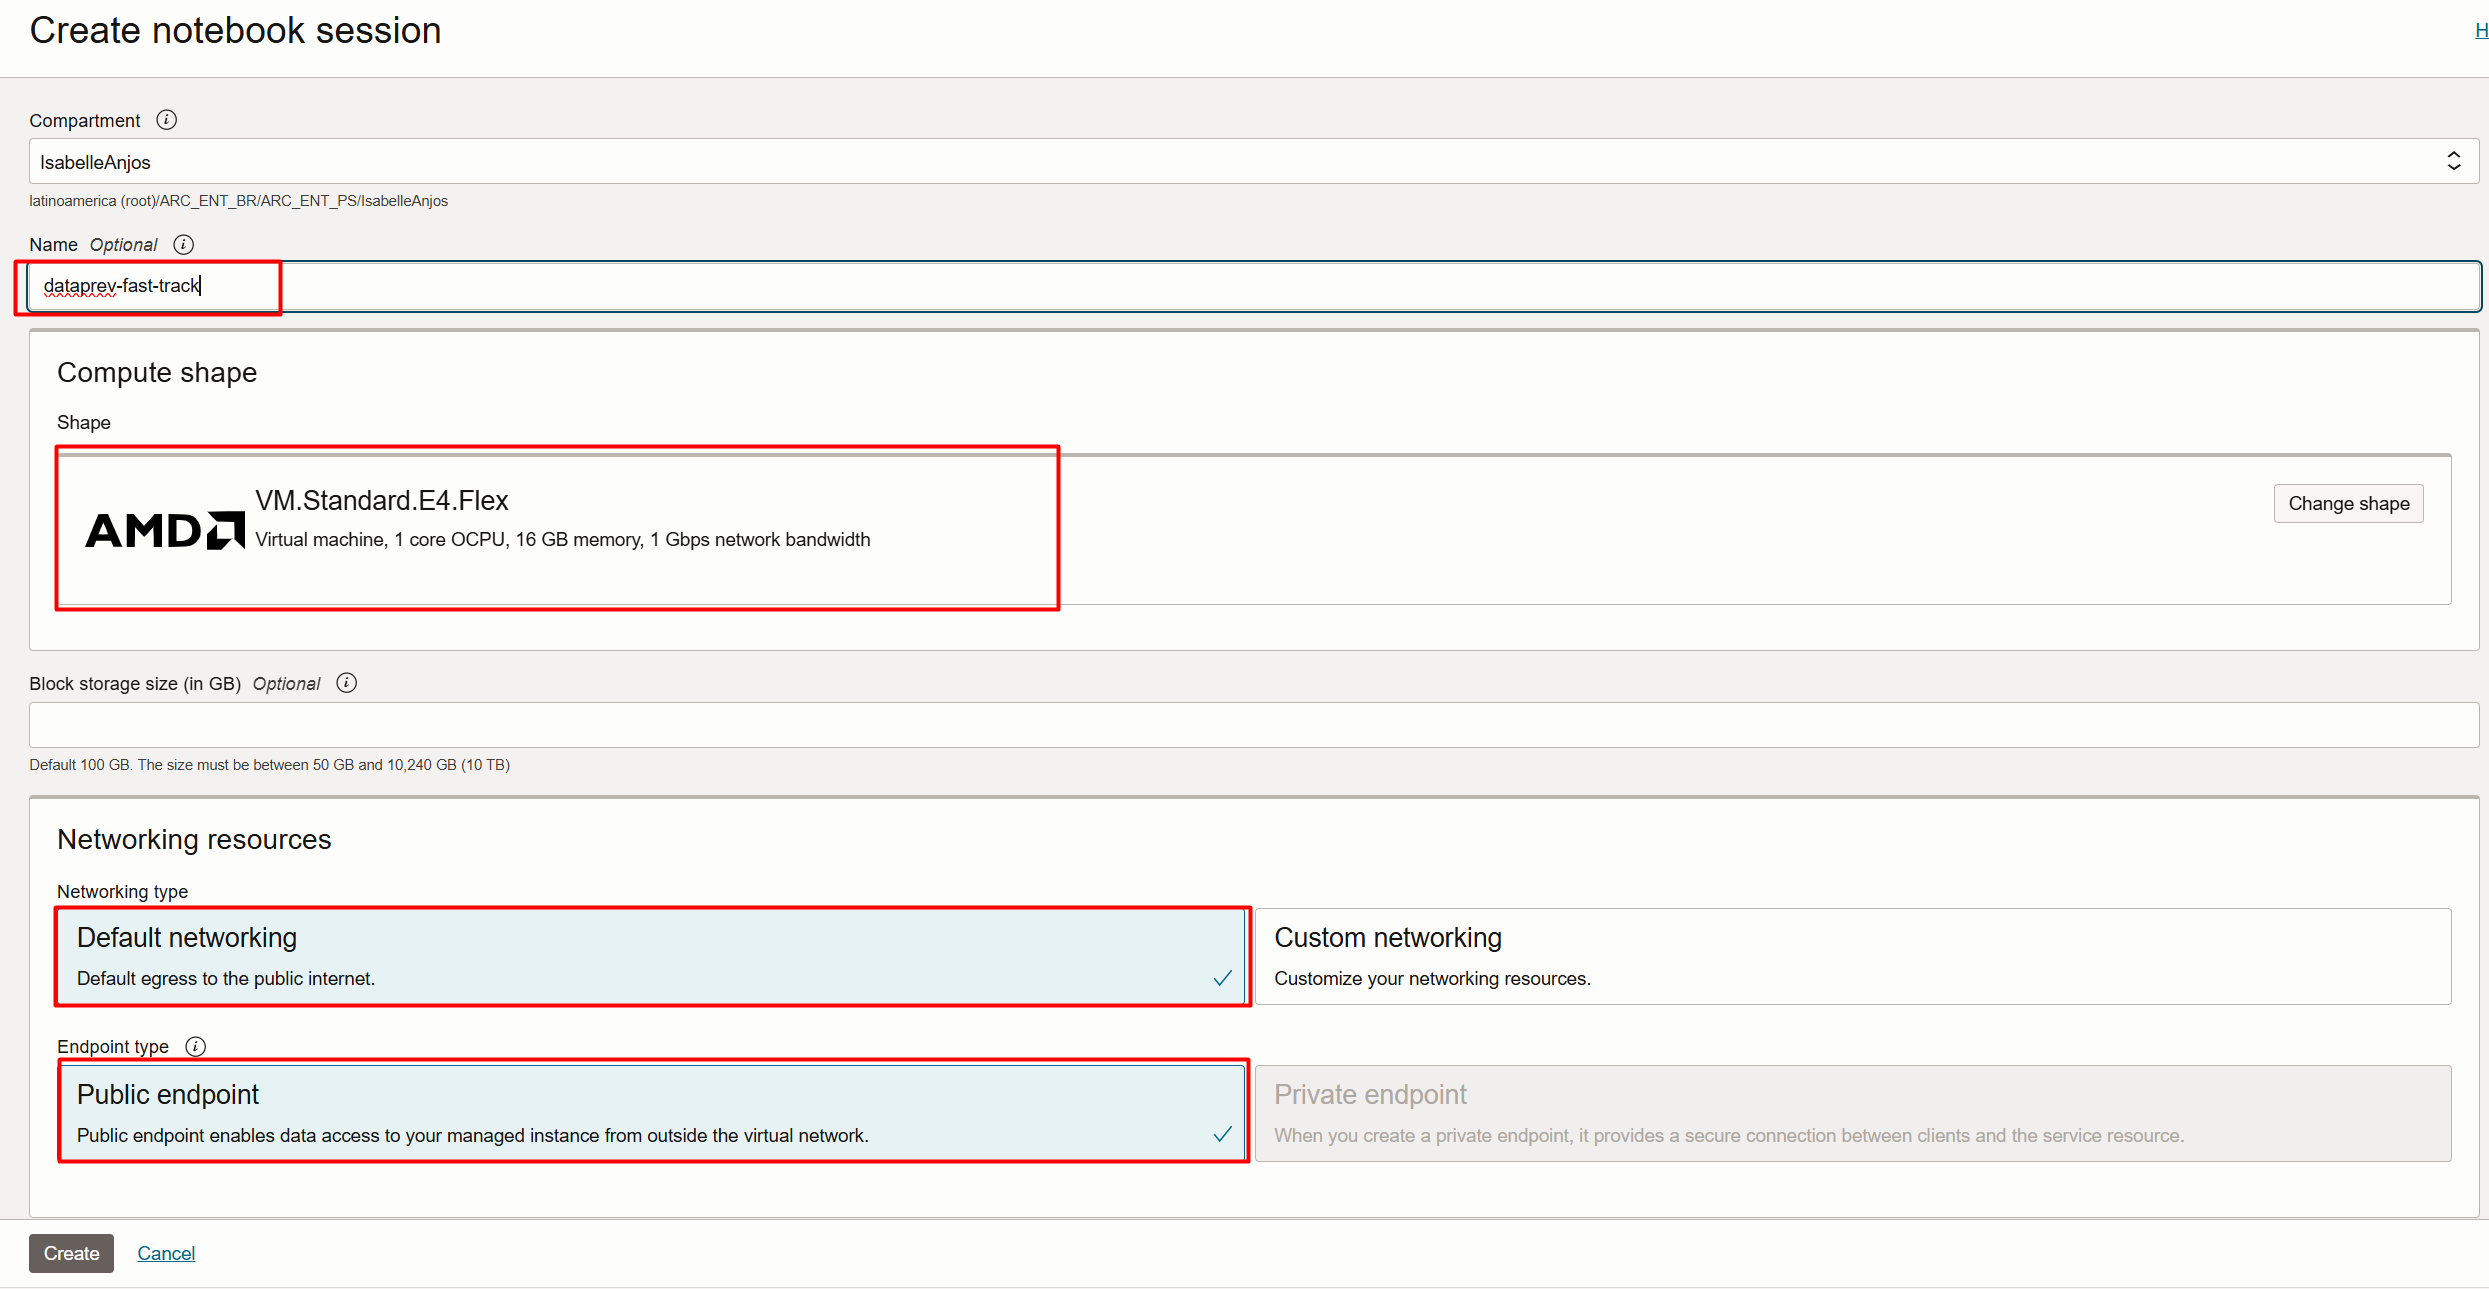 Create notebook session
H
Compartment
IsabelleAnjos
latinoamerica (root)/ARC_ENT_BR/ARC_ENT_PS/IsabelleAnjos
Name Optional
dataprev-fast-track
Compute shape
Shape
AMD
VM.Standard.E4.Flex
Virtual machine, 1 core OCPU, 16 GB memory, 1 Gbps network bandwidth
Change shape
Block storage size (in GB) Optional
Default 100 GB. The size must be between 50 GB and 10,240 GB (10 TB)
Networking resources
Networking type
Default networking
Default egress to the public internet.
Custom networking
Customize your networking resources.
Endpoint type
Public endpoint
Public endpoint enables data access to your managed instance from outside the virtual network.
Private endpoint
When you create a private endpoint, it provides a secure connection between clients and the service resource.
Create Cancel